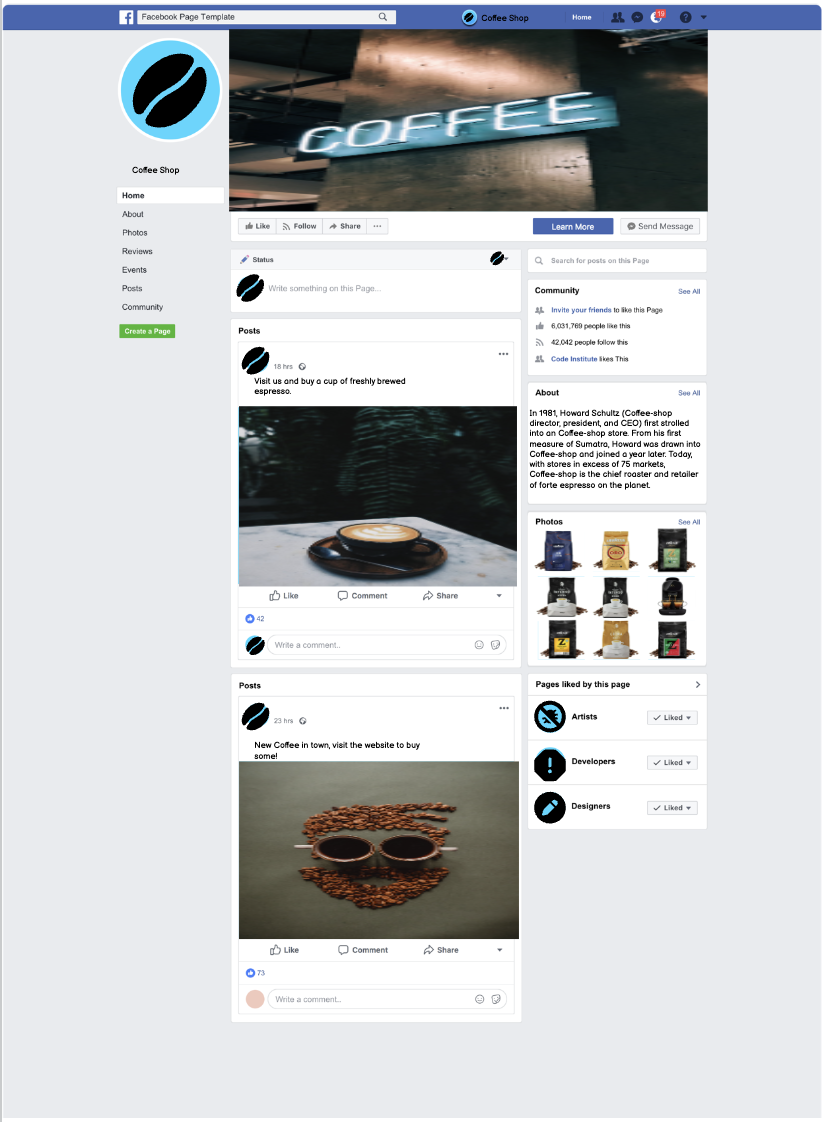 Facebook Page Template
Coffee Shop
Home
19
COFFEE
Coffee Shop
Home
About
Photos
Reviews
Events
Posts
Community
Create a Page
Like
Follow
Share
Learn More
Send Message
Status
Write something on this Page...
Posts
18 hrs
Visit us and buy a cup of freshly brewed
espresso.
Like
Comment
Share
42
Write a comment..
Posts
23 hrs
New Coffee in town, visit the website to buy
some!
Like
Comment
Share
73
Write a comment..
Search for posts on this Page
Community
See All
Invite your friends to like this Page
6,031,769 people like this
42,042 people follow this
Code Institute likes This
About
See All
In 1981, Howard Schultz (Coffee-shop
director, president, and CEO) first strolled
into an Coffee-shop store. From his first
measure of Sumatra, Howard was drawn into
Coffee-shop and joined a year later. Today,
with stores in excess of 75 markets,
Coffee-shop is the chief roaster and retailer
of forte espresso on the planet.
Photos
See All
Pages liked by this page
Artists
Liked
Developers
Liked
Designers
Liked